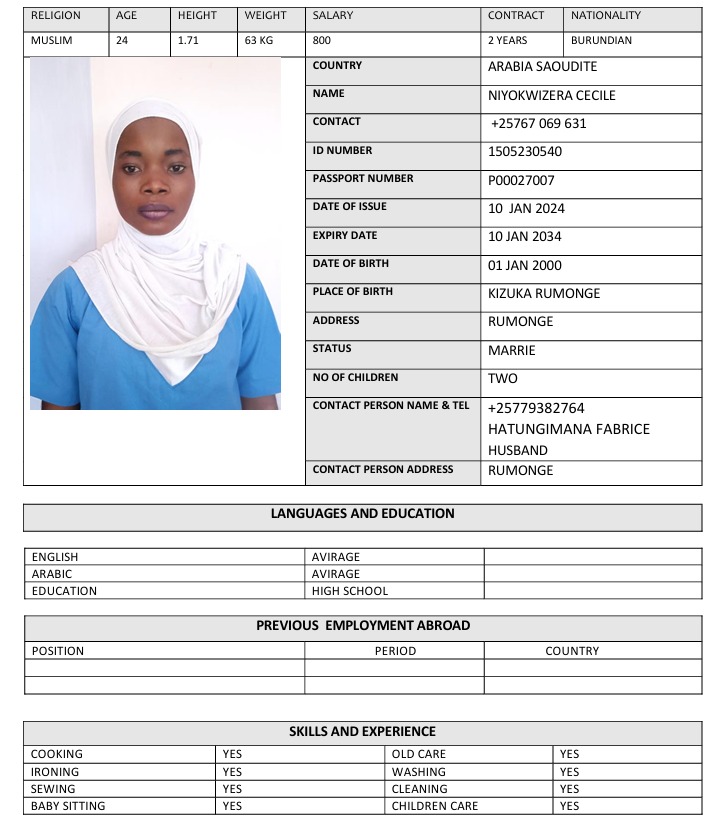 RELIGION AGE HEIGHT WEIGHT SALARY CONTRACT NATIONALITY
MUSLIM 24 1.71 63 KG 800 2 YEARS BURUNDIAN
COUNTRY ARABIA SAOUDITE
NAME NIYOKWIZERA CECILE
CONTACT +25767 069 631
ID NUMBER 1505230540
PASSPORT NUMBER P00027007
DATE OF ISSUE 10 JAN 2024
EXPIRY DATE 10 JAN 2034
DATE OF BIRTH 01 JAN 2000
PLACE OF BIRTH KIZUKA RUMONGE
ADDRESS RUMONGE
STATUS MARRIE
NO OF CHILDREN TWO
CONTACT PERSON NAME & TEL +25779382764
HATUNGIMANA FABRICE
HUSBAND
CONTACT PERSON ADDRESS RUMONGE
LANGUAGES AND EDUCATION
ENGLISH AVIRAGE
ARABIC AVIRAGE
EDUCATION HIGH SCHOOL
PREVIOUS EMPLOYMENT ABROAD
POSITION PERIOD COUNTRY
SKILLS AND EXPERIENCE
COOKING YES OLD CARE YES
IRONING YES WASHING YES
SEWING YES CLEANING YES
BABY SITTING YES CHILDREN CARE YES